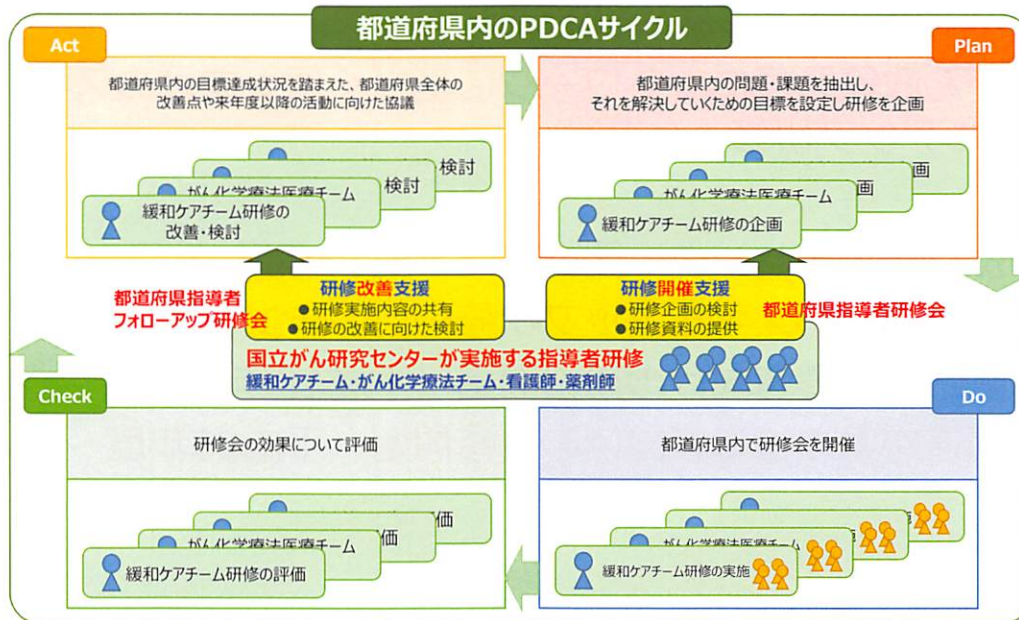 都道府県内のPDCAサイクル
Act
都道府県内の目標達成状況を踏まえた、都道府県全体の
改善点や来年度以降の活動に向けた協議
・検討
検討
がん化学療法医療チーム
緩和ケアチーム研修の
改善・検討
Plan
都道府県内の問題・課題を抽出し、
それを解決していくための目標を設定し研修を企画
画
画
がん化学療法医療チーム
緩和ケアチーム研修の企画
都道府県指導者
フォローアップ研修会
研修改善支援
●研修実施内容の共有
●研修の改善に向けた検討
研修開催支援
●研修企画の検討
●研修資料の提供
都道府県指導者研修会
国立がん研究センターが実施する指導者研修
緩和ケアチーム・がん化学療法チーム・看護師・薬剤師
Check
研修会の効果について評価
価
価
がん化学療法医療チーム
緩和ケアチーム研修の評価
Do
都道府県内で研修会を開催
がん化学療法医療チーム
緩和ケアチーム研修の実施